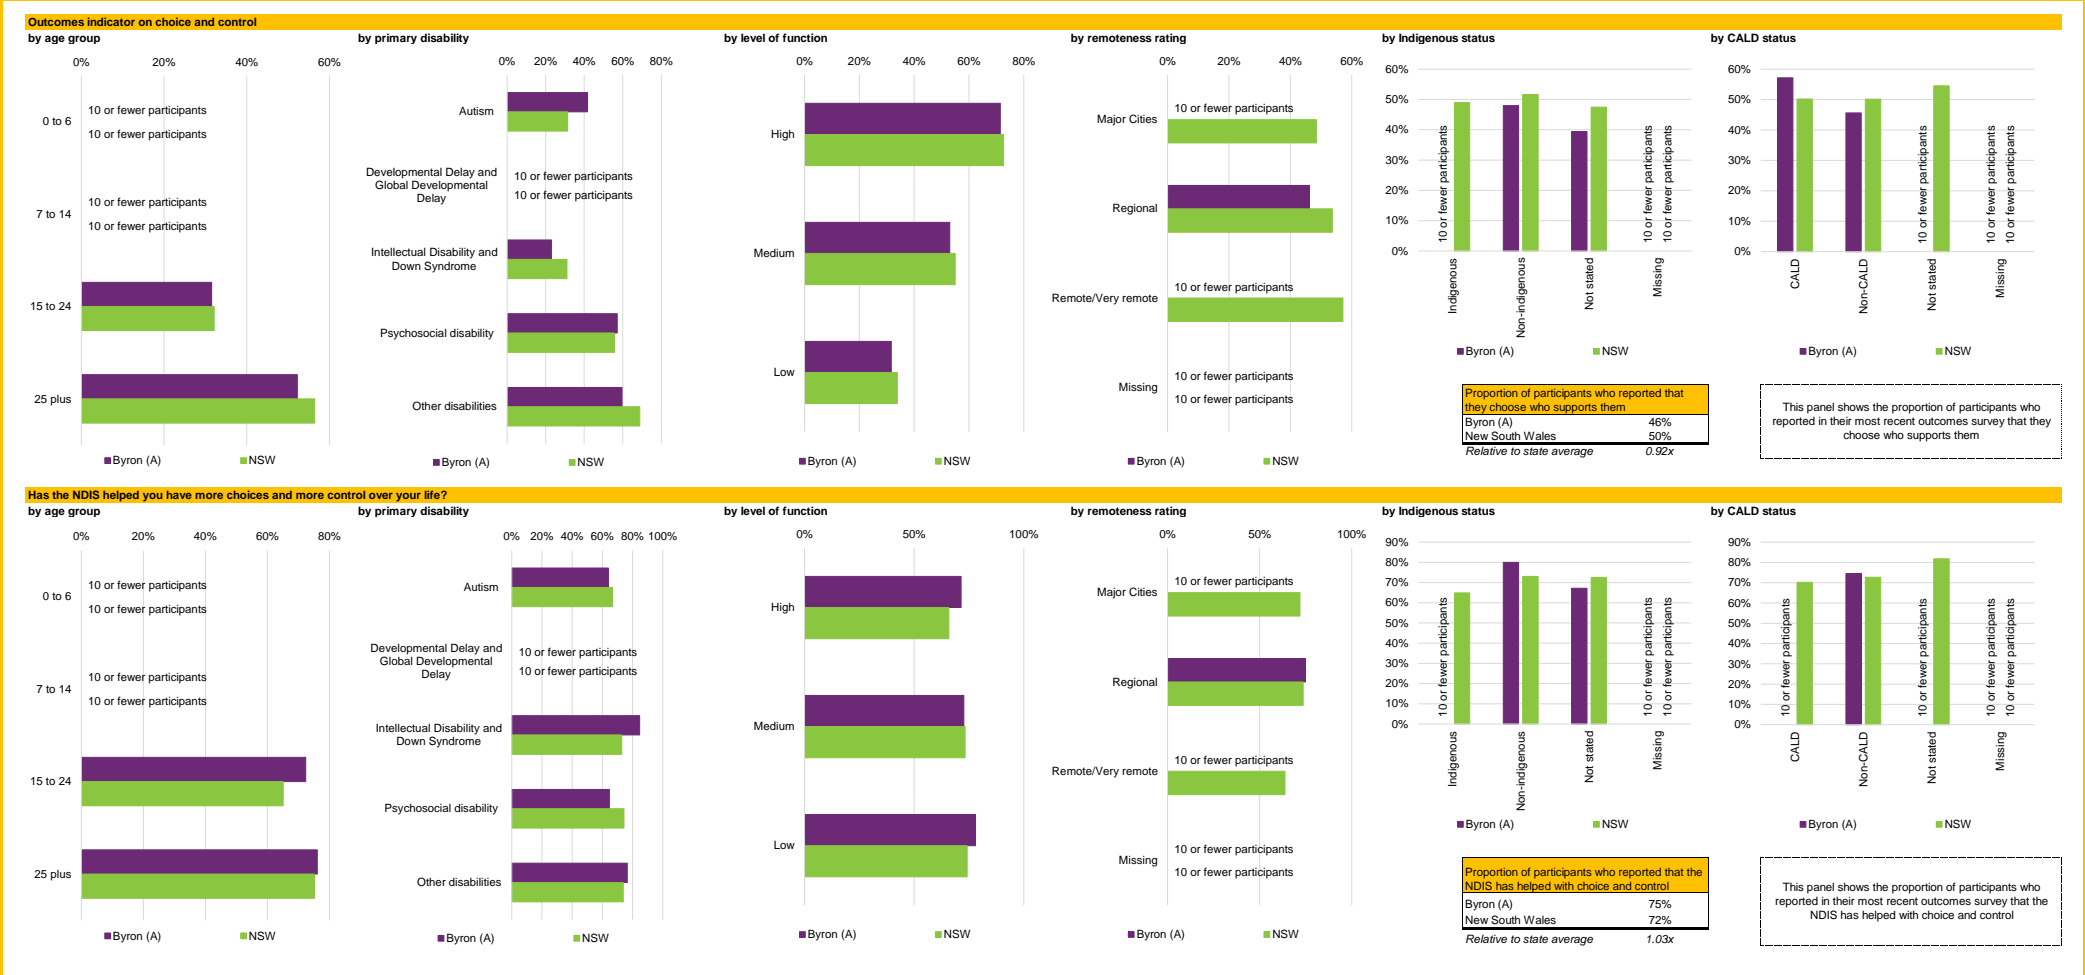 Outcomes indicator on choice and control
by age group
0% 20% 40% 60%
0 to 6
10 or fewer participants
10 or fewer participants
7 to 14
10 or fewer participants
10 or fewer participants
15 to 24
25 plus
Byron (A) NSW
by primary disability
0% 20% 40% 60% 80%
Autism
Developmental Delay and
Global Developmental
Delay
10 or fewer participants
10 or fewer participants
Intellectual Disability and
Down Syndrome
Psychosocial disability
Other disabilities
Byron (A) NSW
by level of function
0% 20% 40% 60% 80%
High
Medium
Low
Byron (A) NSW
by remoteness rating
0% 20% 40% 60%
Major Cities
10 or fewer participants
Regional
Remote/Very remote
10 or fewer participants
Missing
10 or fewer participants
10 or fewer participants
Byron (A) NSW
by Indigenous status
60%
50%
40%
30%
20%
10%
0%
10 or fewer participants
10 or fewer participants
10 or fewer participants
Indigenous
Non-indigenous
Not stated
Missing
Byron (A) NSW
by CALD status
60%
50%
40%
30%
20%
10%
0%
10 or fewer participants
10 or fewer participants
10 or fewer participants
CALD
Non-CALD
Not stated
Missing
Byron (A) NSW
Proportion of participants who reported that
they choose who supports them
Byron (A) 46%
New South Wales 50%
Relative to state average 0.92x
This panel shows the proportion of participants who
reported in their most recent outcomes survey that they
choose who supports them
Has the NDIS helped you have more choices and more control over your life?
by age group
0% 20% 40% 60% 80%
0 to 6
10 or fewer participants
10 or fewer participants
7 to 14
10 or fewer participants
10 or fewer participants
15 to 24
25 plus
Byron (A) NSW
by primary disability
0% 20% 40% 60% 80% 100%
Autism
Developmental Delay and
Global Developmental
Delay
10 or fewer participants
10 or fewer participants
Intellectual Disability and
Down Syndrome
Psychosocial disability
Other disabilities
Byron (A) NSW
by level of function
0% 50% 100%
High
Medium
Low
Byron (A) NSW
by remoteness rating
0% 50% 100%
Major Cities
10 or fewer participants
Regional
Remote/Very remote
10 or fewer participants
Missing
10 or fewer participants
10 or fewer participants
Byron (A) NSW
by Indigenous status
90%
80%
70%
60%
50%
40%
30%
20%
10%
0%
10 or fewer participants
10 or fewer participants
10 or fewer participants
Indigenous
Non-indigenous
Not stated
Missing
Byron (A) NSW
by CALD status
90%
80%
70%
60%
50%
40%
30%
20%
10%
0%
10 or fewer participants
10 or fewer participants
10 or fewer participants
10 or fewer participants
CALD
Non-CALD
Not stated
Missing
Byron (A) NSW
Proportion of participants who reported that the
NDIS has helped with choice and control
Byron (A) 75%
New South Wales 72%
Relative to state average 1.03x
This panel shows the proportion of participants who
reported in their most recent outcomes survey that the
NDIS has helped with choice and control